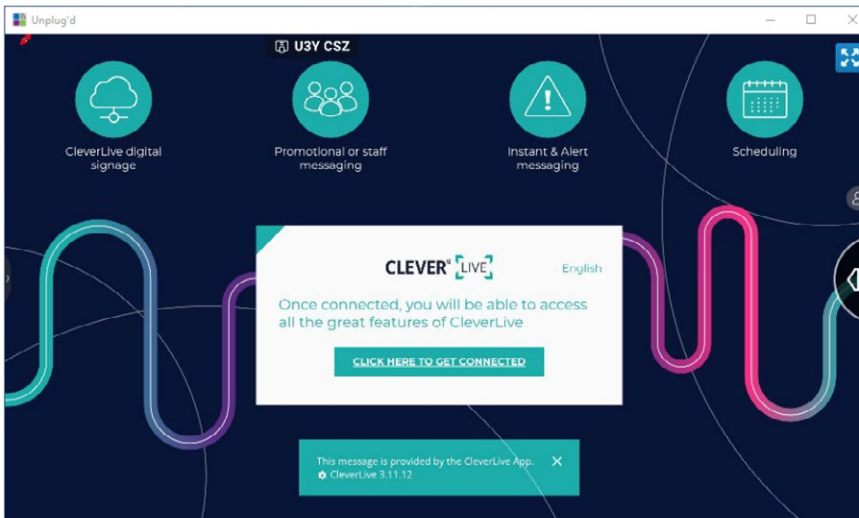 Unplug'd
U3Y CSZ
CleverLive digital
signage
Promotional or staff
messaging
Instant & Alert
messaging
Scheduling
CLEVER® [LIVE]
English
Once connected, you will be able to access
all the great features of CleverLive
CLICK HERE TO GET CONNECTED
This message is provided by the CleverLive App.
CleverLive 3.11.12